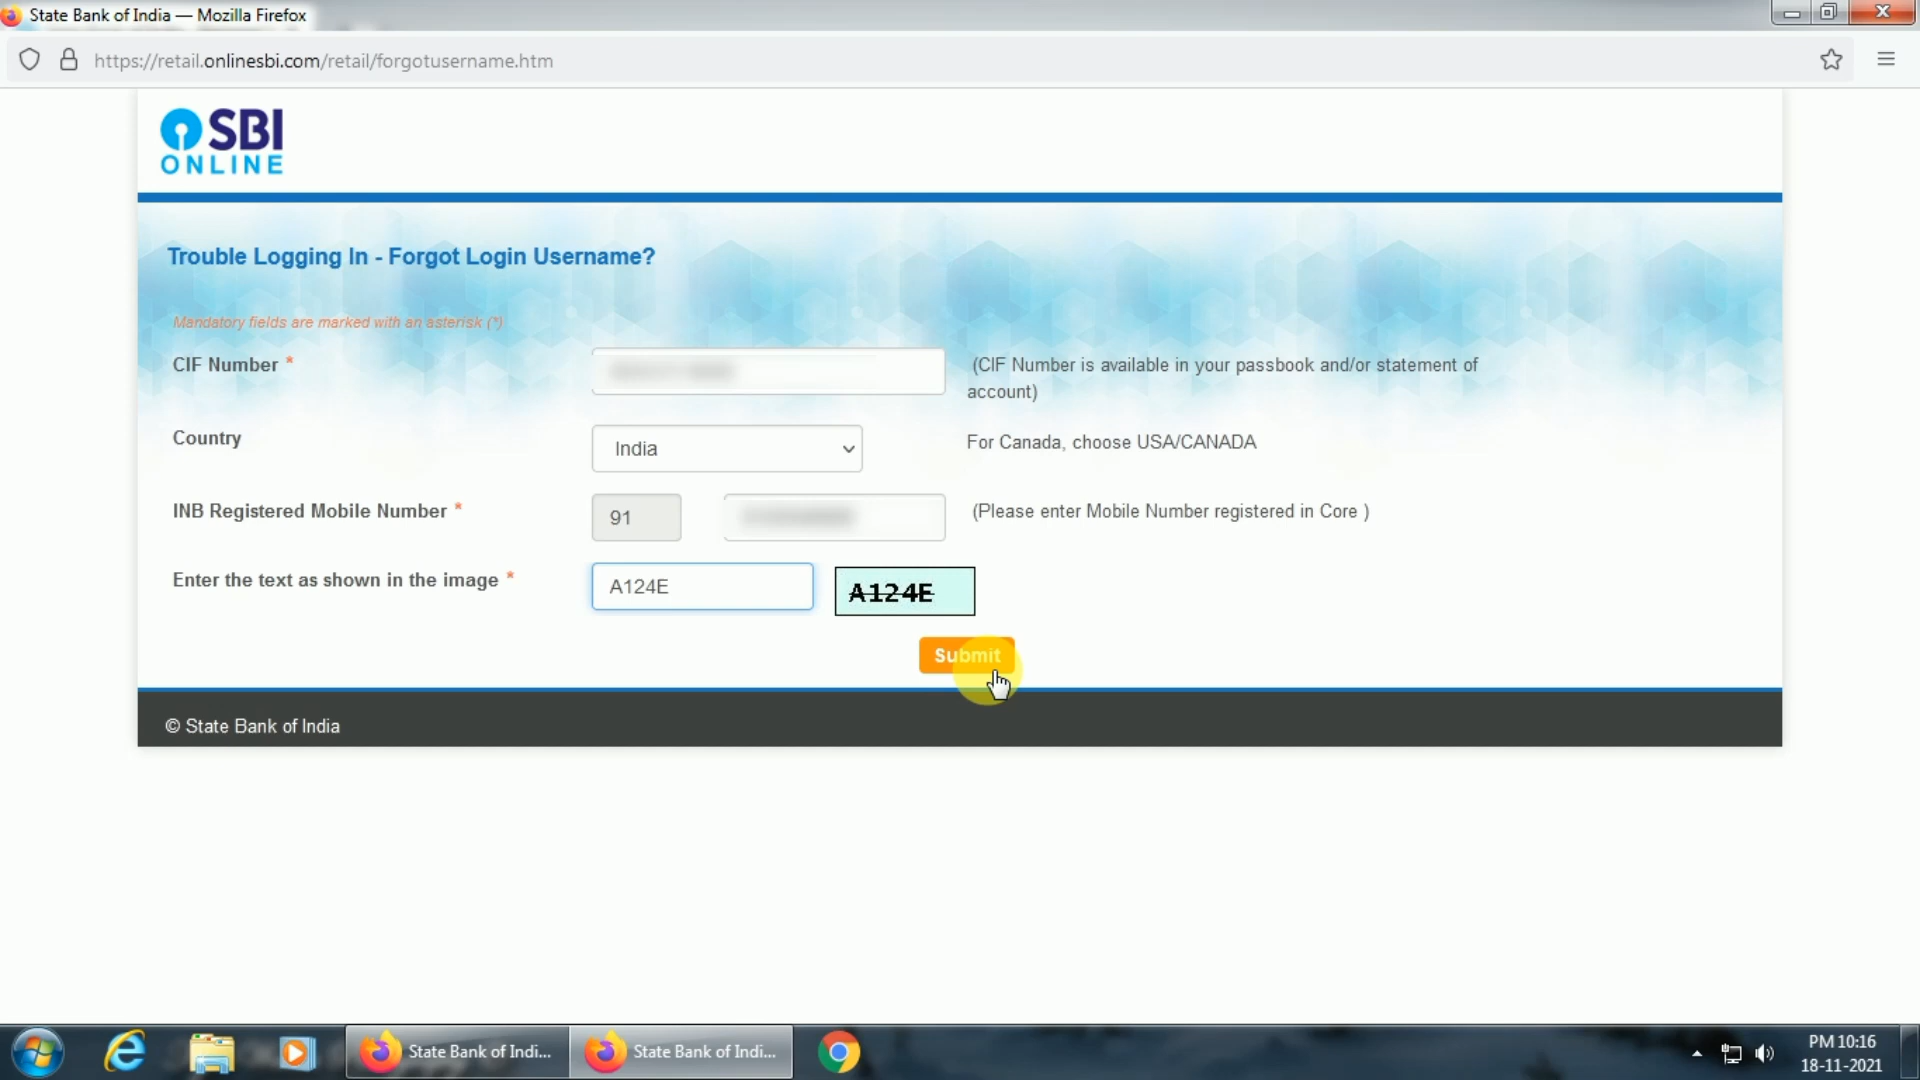 State Bank of India — Mozilla Firefox
https://retail.onlinesbi.com/retail/forgotusername.htm
SBI
ONLINE
Trouble Logging In - Forgot Login Username?
Mandatory fields are marked with an asterisk (*)
CIF Number *
(CIF Number is available in your passbook and/or statement of
account)
Country
India
For Canada, choose USA/CANADA
INB Registered Mobile Number *
91
(Please enter Mobile Number registered in Core )
Enter the text as shown in the image *
A124E
A124E
Submit
© State Bank of India
State Bank of Indi...
State Bank of Indi...
PM 10:16
18-11-2021